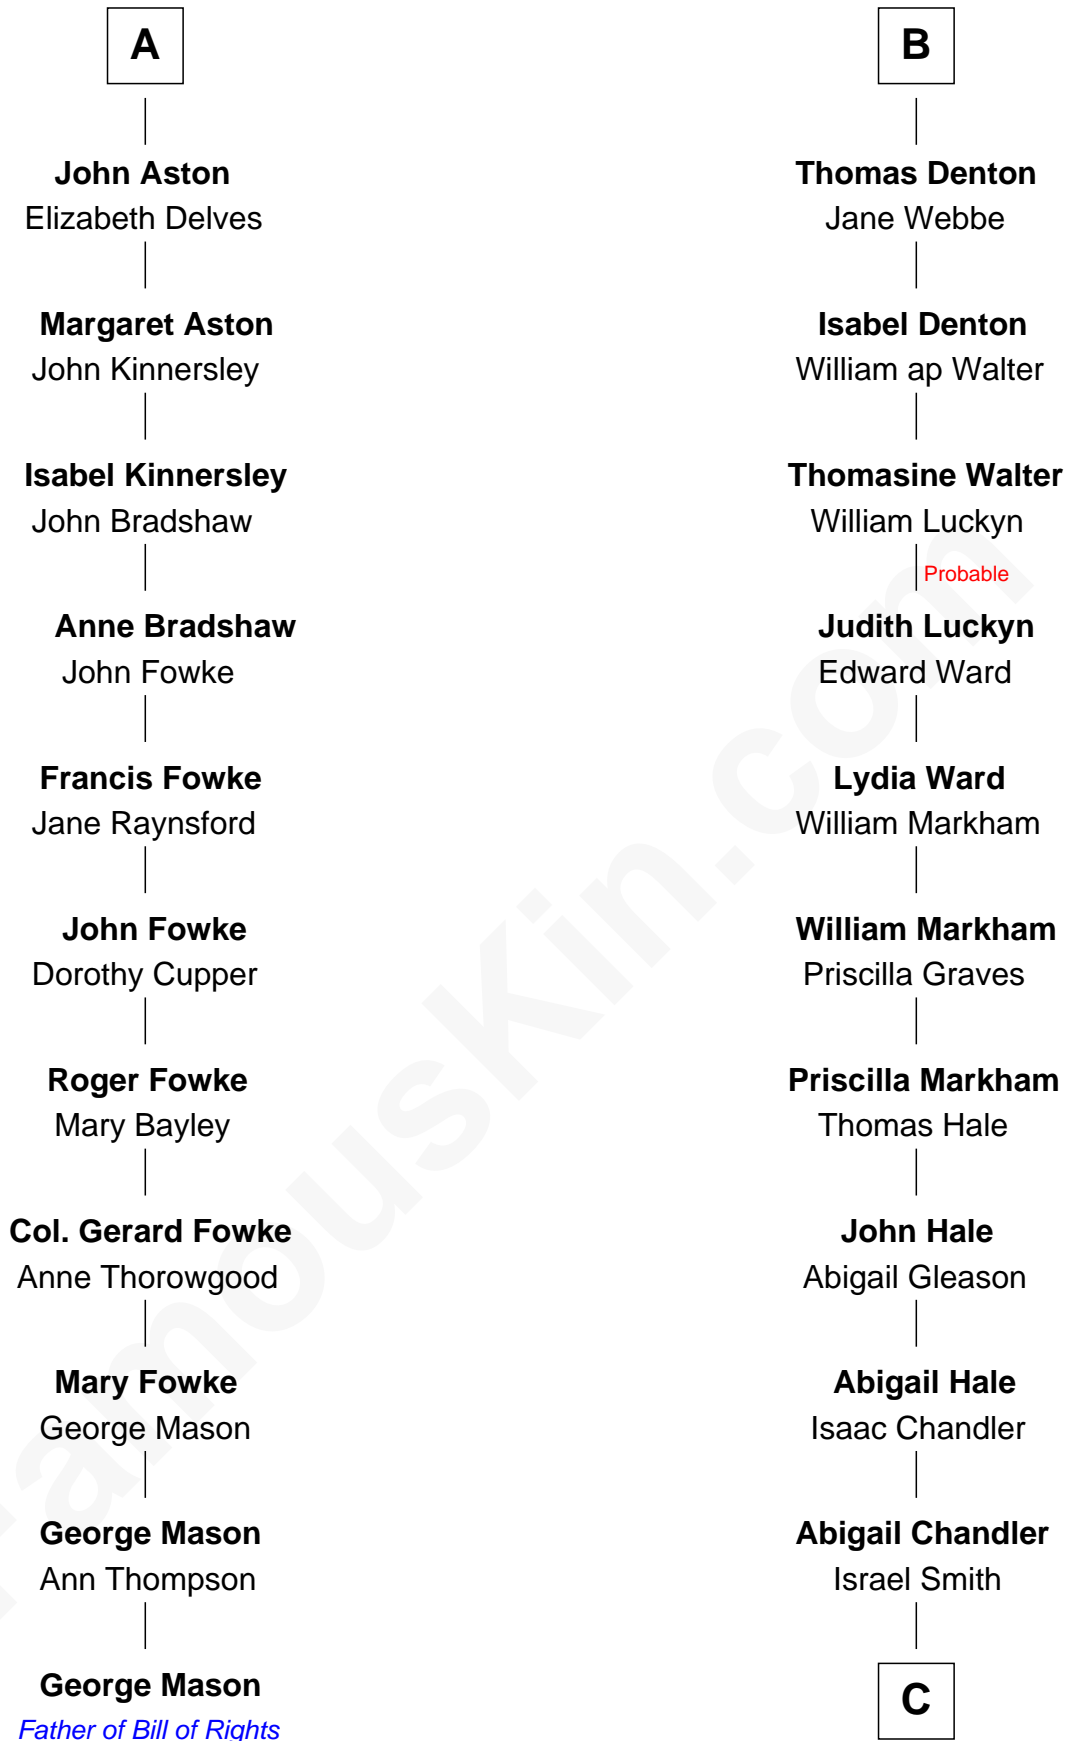 A
John Aston
Elizabeth Delves
Margaret Aston
John Kinnersley
Isabel Kinnersley
John Bradshaw
Anne Bradshaw
John Fowke
Francis Fowke
Jane Raynsford
John Fowke
Dorothy Cupper
Roger Fowke
Mary Bayley
Col. Gerard Fowke
Anne Thorowgood
Mary Fowke
George Mason
George Mason
Ann Thompson
George Mason
Father of Bill of Rights
B
Thomas Denton
Jane Webbe
Isabel Denton
William ap Walter
Thomasine Walter
William Luckyn
Probable
Judith Luckyn
Edward Ward
Lydia Ward
William Markham
William Markham
Priscilla Graves
Priscilla Markham
Thomas Hale
John Hale
Abigail Gleason
Abigail Hale
Isaac Chandler
Abigail Chandler
Israel Smith
C
FamousKin.com